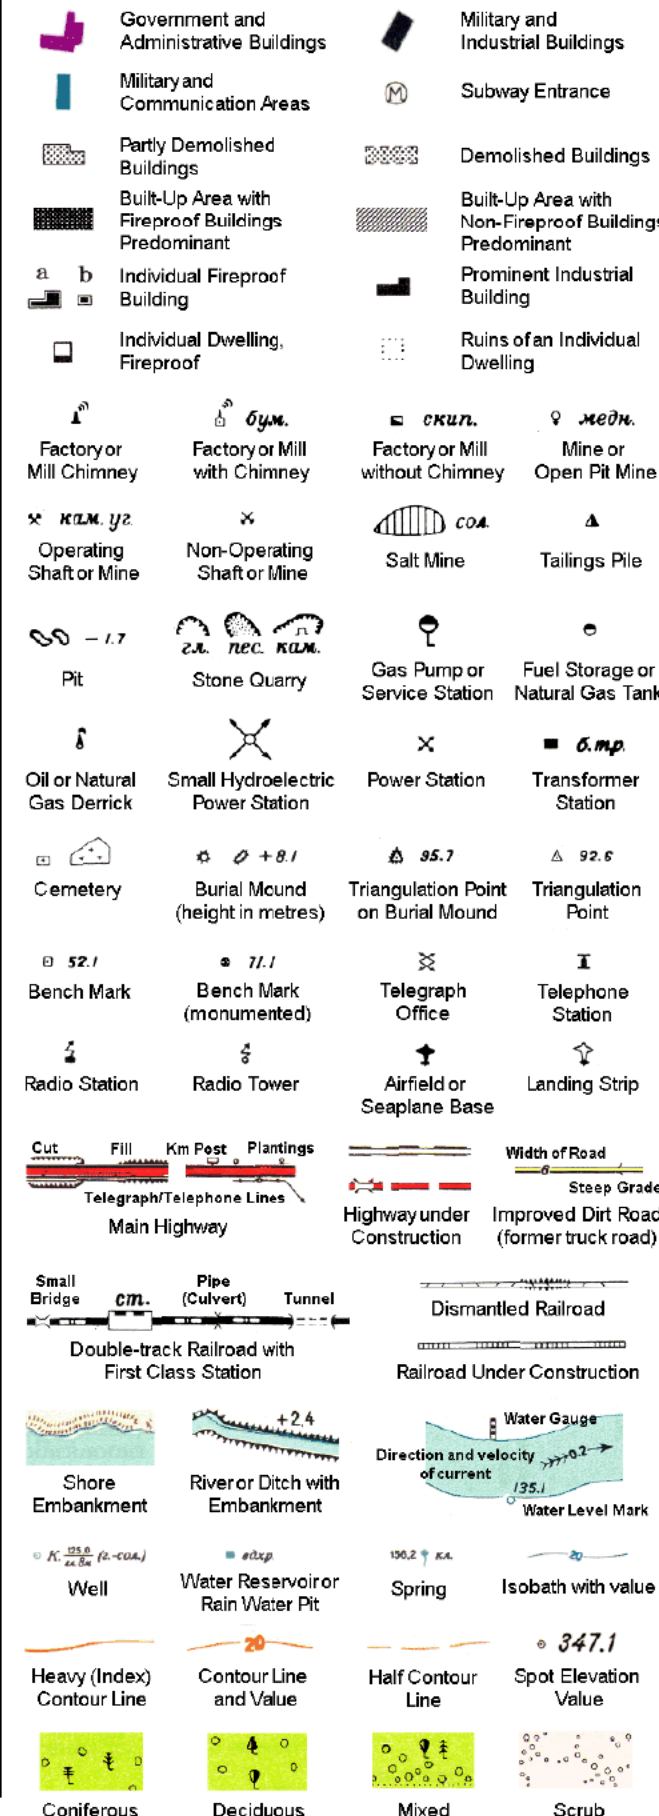 Government and
Administrative Buildings
Military and
Industrial Buildings
Military and
Communication Areas
M
Subway Entrance
Partly Demolished
Buildings
Demolished Buildings
Built-Up Area with
Fireproof Buildings
Predominant
Built-Up Area with
Non-Fireproof Buildings
Predominant
a b
Individual Fireproof
Building
Prominent Industrial
Building
Individual Dwelling,
Fireproof
Ruins of an Individual
Dwelling
бум. скип. медн.
Factory or
Mill Chimney
Factory or Mill
with Chimney
Factory or Mill
without Chimney
Mine or
Open Pit Mine
кам. уг. сол.
Operating
Shaft or Mine
Non-Operating
Shaft or Mine
Salt Mine
Tailings Pile
-1.7
гл. пес. кам.
Pit
Stone Quarry
Gas Pump or
Service Station
Fuel Storage or
Natural Gas Tank
б.тр.
Oil or Natural
Gas Derrick
Small Hydroelectric
Power Station
Power Station
Transformer
Station
+8.1 95.7 92.6
Cemetery
Burial Mound
(height in metres)
Triangulation Point
on Burial Mound
Triangulation
Point
52.1 71.1
Bench Mark
Bench Mark
(monumented)
Telegraph
Office
Telephone
Station
Radio Station
Radio Tower
Airfield or
Seaplane Base
Landing Strip
Cut Fill Km Post Plantings
Telegraph/Telephone Lines
Main Highway
Highway under
Construction
Width of Road
6
Steep Grade
Improved Dirt Road
(former truck road)
Small
Bridge
ст.
Pipe
(Culvert)
Tunnel
Double-track Railroad with
First Class Station
Dismantled Railroad
Railroad Under Construction
Shore
Embankment
+2,4
River or Ditch with
Embankment
Water Gauge
Direction and velocity
of current
0.2
135.1
Water Level Mark
К. 125,0 (г.-сол.)
Well
вдхр.
Water Reservoir or
Rain Water Pit
156,2 кл.
Spring
20
Isobath with value
Heavy (Index)
Contour Line
20
Contour Line
and Value
Half Contour
Line
347.1
Spot Elevation
Value
Coniferous
Deciduous
Mixed
Scrub